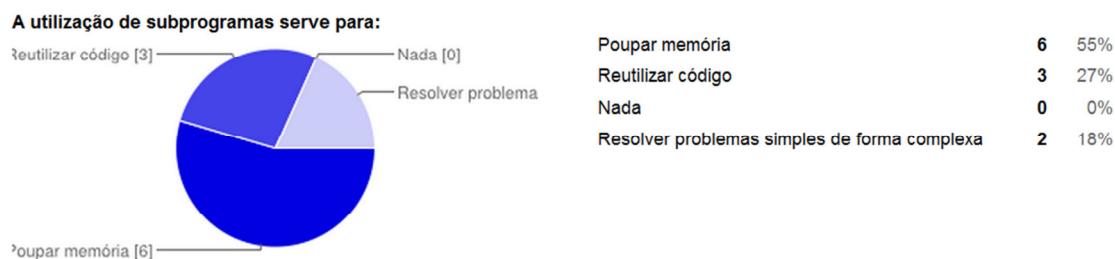 A utilização de subprogramas serve para:
Reutilizar código [3]
Nada [0]
Resolver problema
Poupar memória [6]
Poupar memória 6 55%
Reutilizar código 3 27%
Nada 0 0%
Resolver problemas simples de forma complexa 2 18%